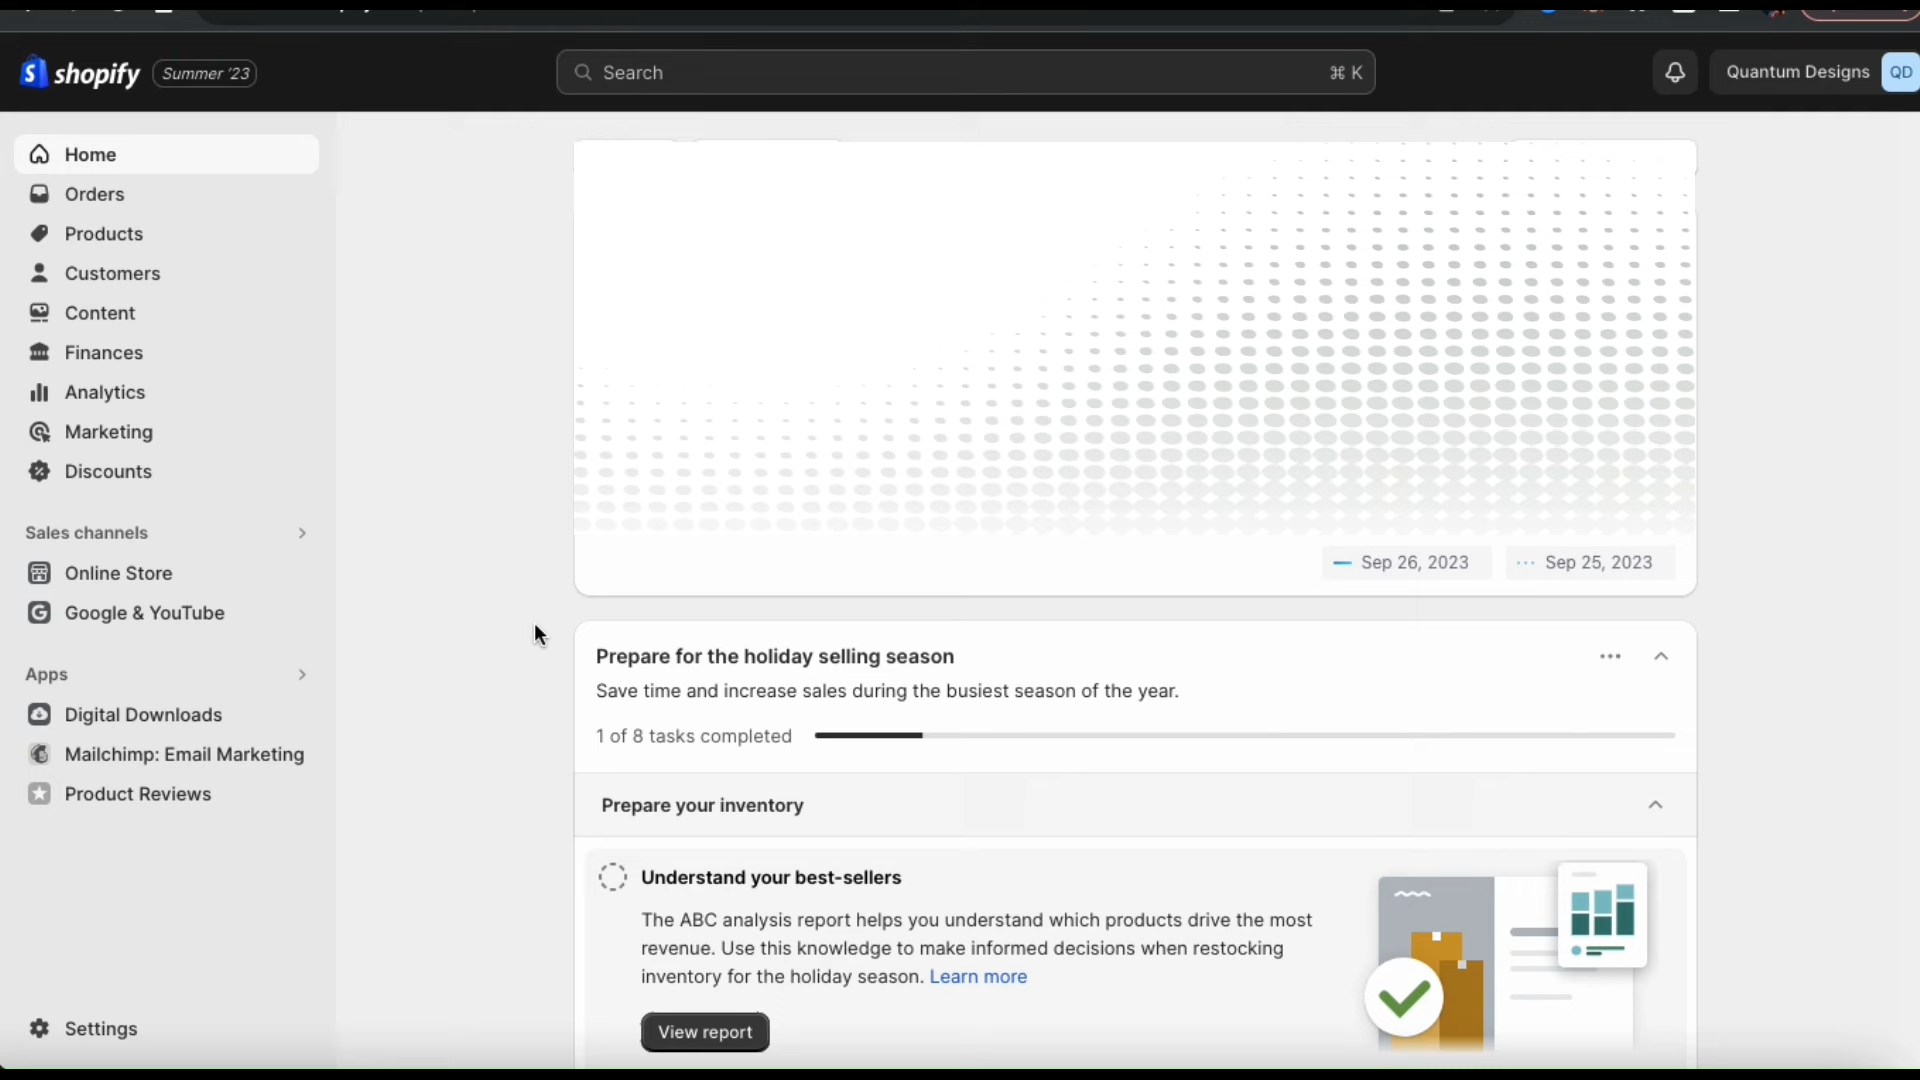 shopify Summer '23
Search ⌘ K
Quantum Designs QD
Home
Orders
Products
Customers
Content
Finances
Analytics
Marketing
Discounts
Sales channels
Online Store
Google & YouTube
Apps
Digital Downloads
Mailchimp: Email Marketing
Product Reviews
Settings
Sep 26, 2023 Sep 25, 2023
Prepare for the holiday selling season
Save time and increase sales during the busiest season of the year.
1 of 8 tasks completed
Prepare your inventory
Understand your best-sellers
The ABC analysis report helps you understand which products drive the most
revenue. Use this knowledge to make informed decisions when restocking
inventory for the holiday season. Learn more
View report